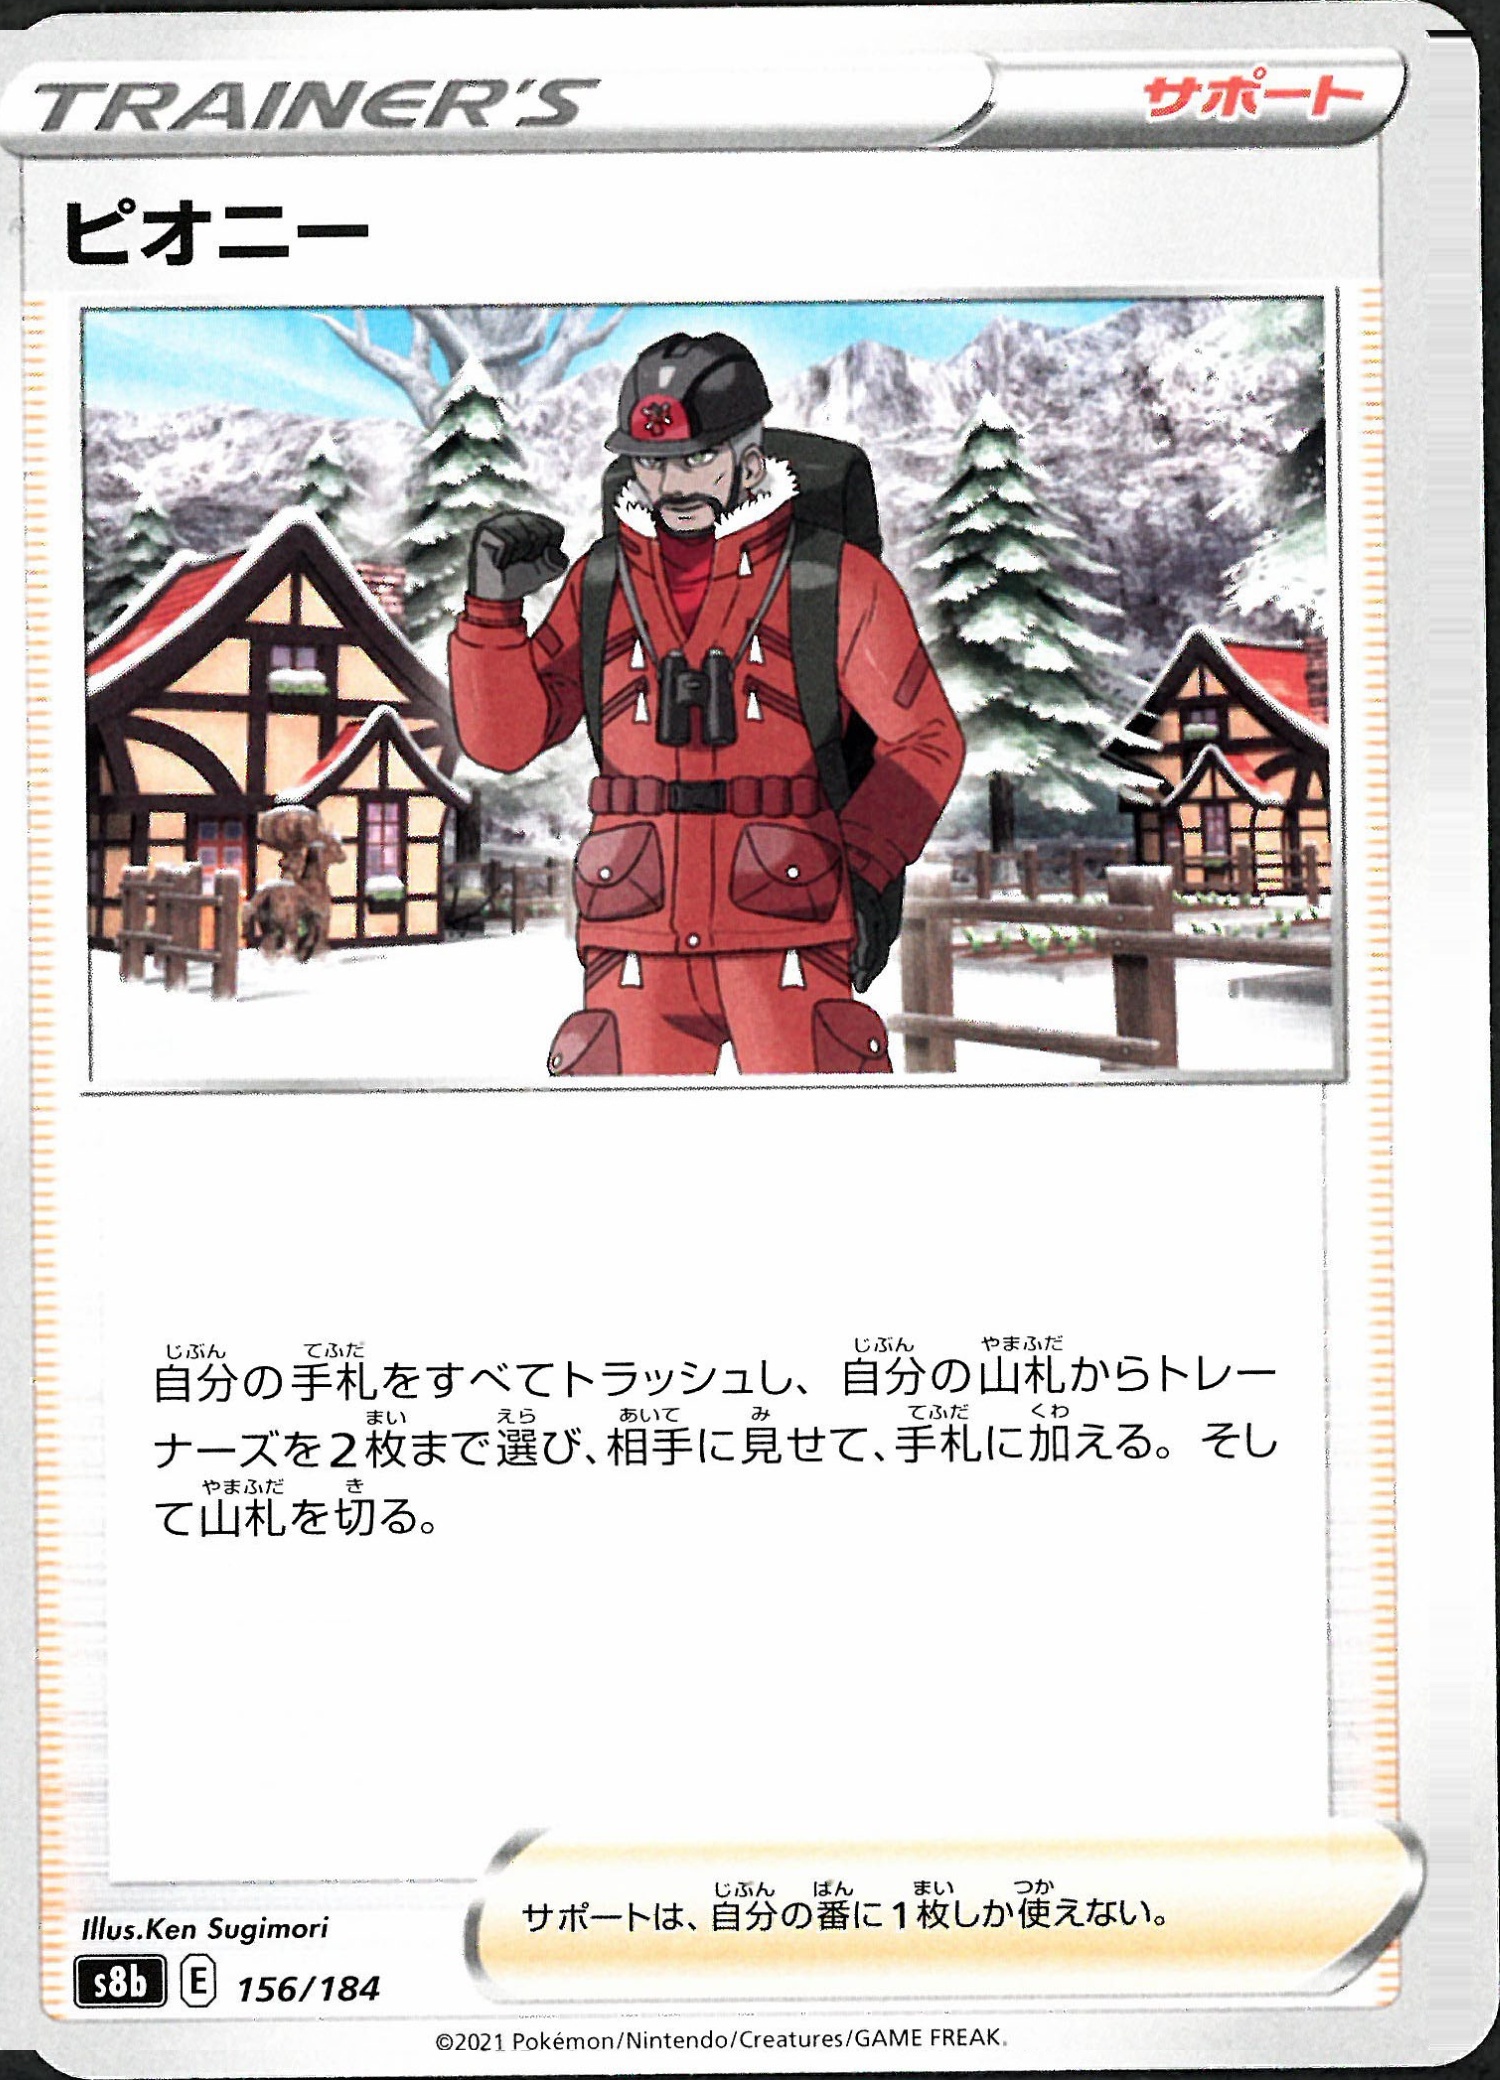 TRAINER'S
サポート
ピオニー
自分の手札をすべてトラッシュし、自分の山札からトレー
ナーズを2枚まで選び、相手に見せて、手札に加える。そし
て山札を切る。
サポートは、自分の番に1枚しか使えない。
Illus.Ken Sugimori
s8b E 156/184
©2021 Pokémon/Nintendo/Creatures/GAME FREAK.